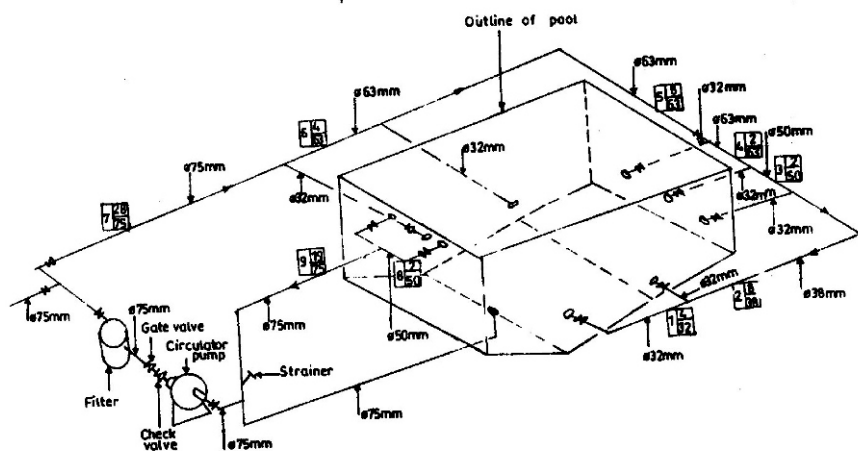 Outline of pool
ø63mm
ø63mm
5 8 63
ø32mm
ø63mm
6 4 63
4 2 63
ø50mm
3 2 50
ø75mm
ø32mm
ø32mm
ø32mm
7 28 75
9 19 75
ø32mm
8 2 50
ø32mm
2 8 38
ø38mm
ø75mm
ø75mm
ø50mm
1 4 32
ø75mm
Gate valve
Circulator
pump
ø32mm
Strainer
Filter
ø75mm
Check
valve
ø75mm